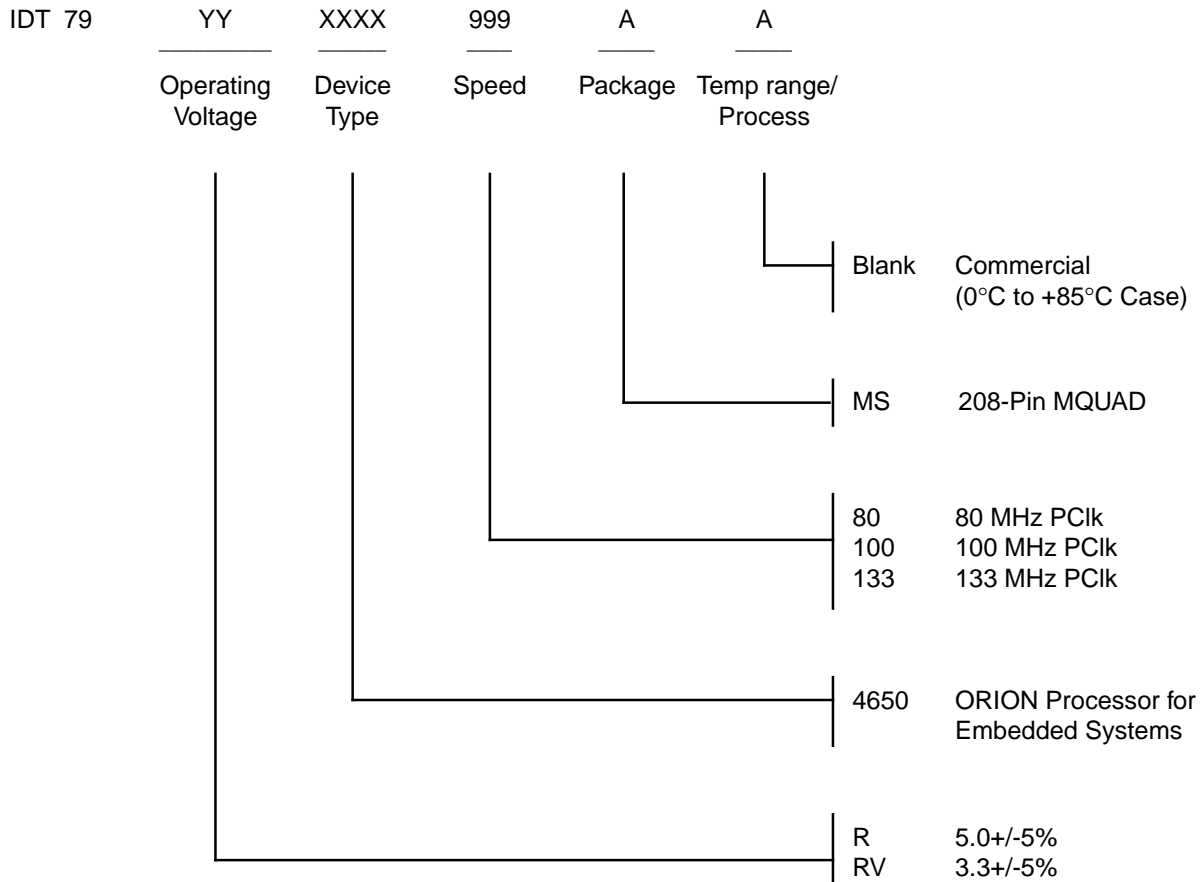 IDT 79 YY XXXX 999 A A
Operating Device Speed Package Temp range/
Voltage Type Process
Blank Commercial
(0°C to +85°C Case)
MS 208-Pin MQUAD
80 80 MHz PClk
100 100 MHz PClk
133 133 MHz PClk
4650 ORION Processor for
Embedded Systems
R 5.0+/-5%
RV 3.3+/-5%